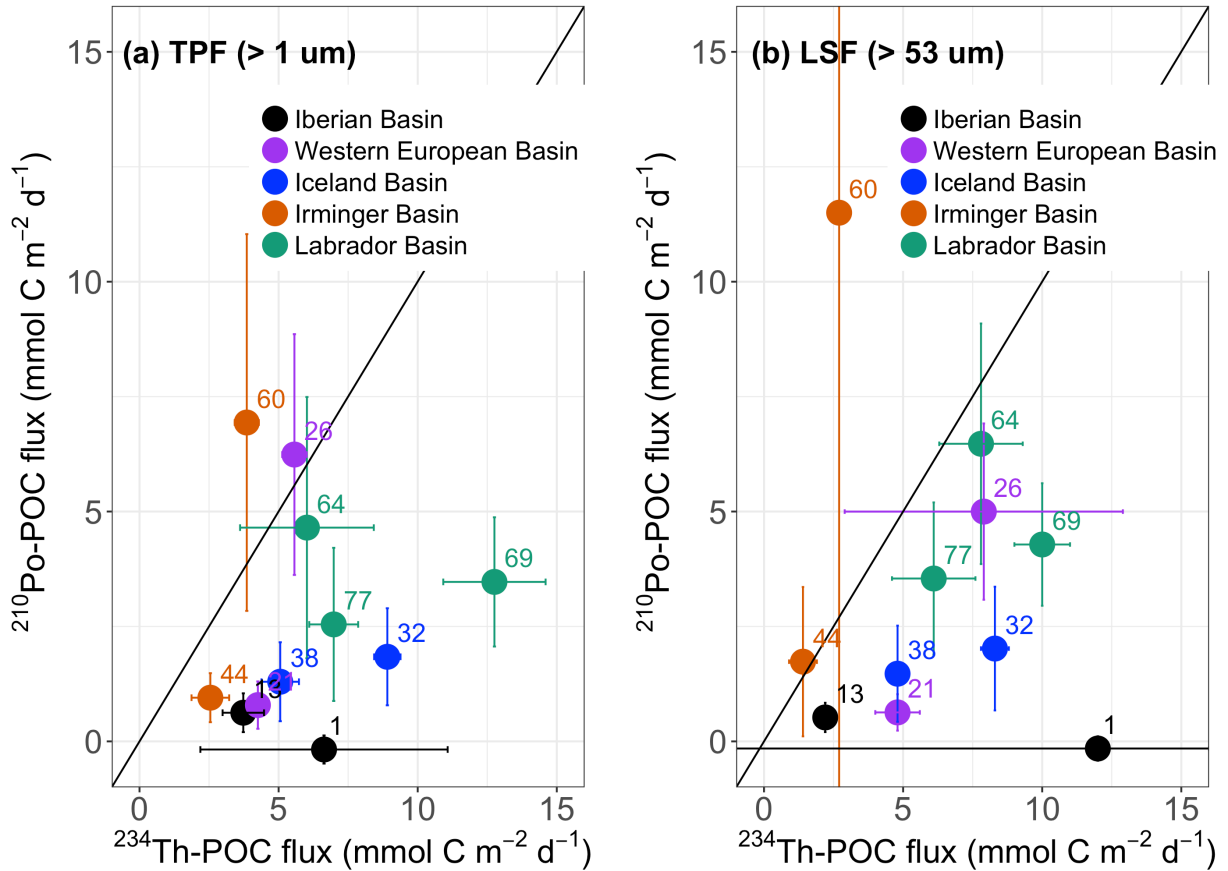 (a) TPF (> 1 um)
Iberian Basin
Western European Basin
Iceland Basin
Irminger Basin
Labrador Basin
15
10
5
0
60
26
64
69
77
32
38
44
21
13
1
0
5
10
15
²¹⁰Po-POC flux (mmol C m⁻² d⁻¹)
²³⁴Th-POC flux (mmol C m⁻² d⁻¹)
(b) LSF (> 53 um)
Iberian Basin
Western European Basin
Iceland Basin
Irminger Basin
Labrador Basin
15
10
5
0
60
64
26
69
77
32
44
38
21
13
1
0
5
10
15
²¹⁰Po-POC flux (mmol C m⁻² d⁻¹)
²³⁴Th-POC flux (mmol C m⁻² d⁻¹)